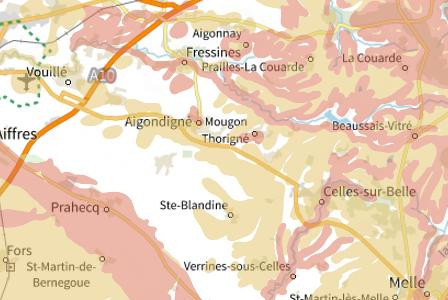 Aigonnay
Fressines
Prailles-La Couarde
La Couarde
Vouillé
A10
Aiffres
Aigondigné
Mougon
Thorigné
Beaussais-Vitré
Celles-sur-Belle
Prahecq
Ste-Blandine
Fors
St-Martin-de-
Bernegoue
Verrines-sous-Celles
Melle
St-Martin-lès-Melle